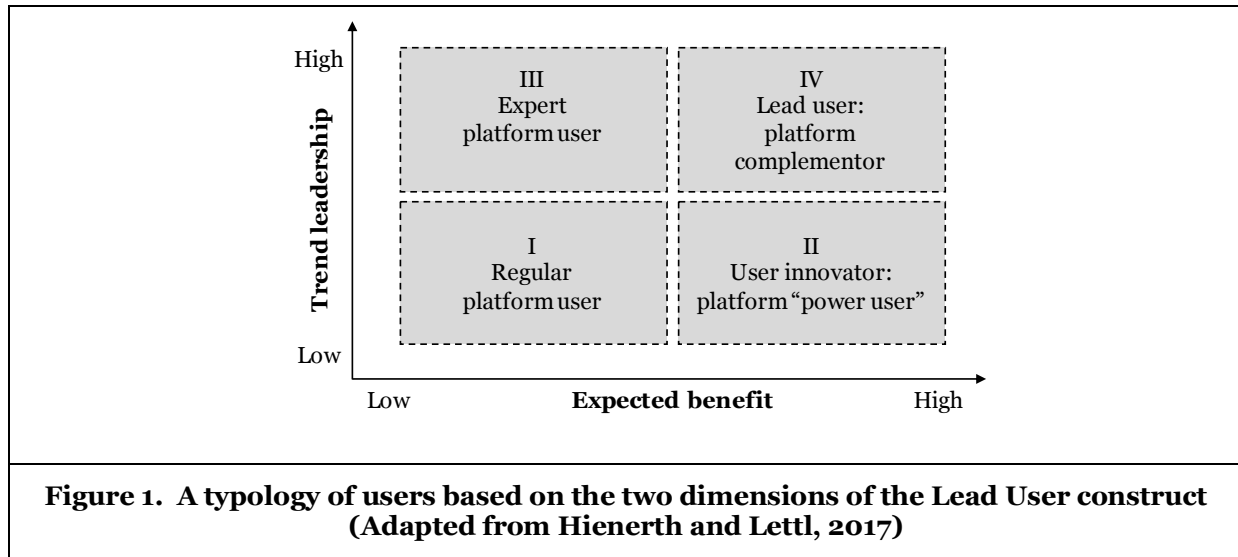 High
III
Expert
platform user
IV
Lead user:
platform
complementor
Trend leadership
I
Regular
platform user
II
User innovator:
platform “power user”
Low
Low
Expected benefit
High
Figure 1. A typology of users based on the two dimensions of the Lead User construct
(Adapted from Hienerth and Lettl, 2017)